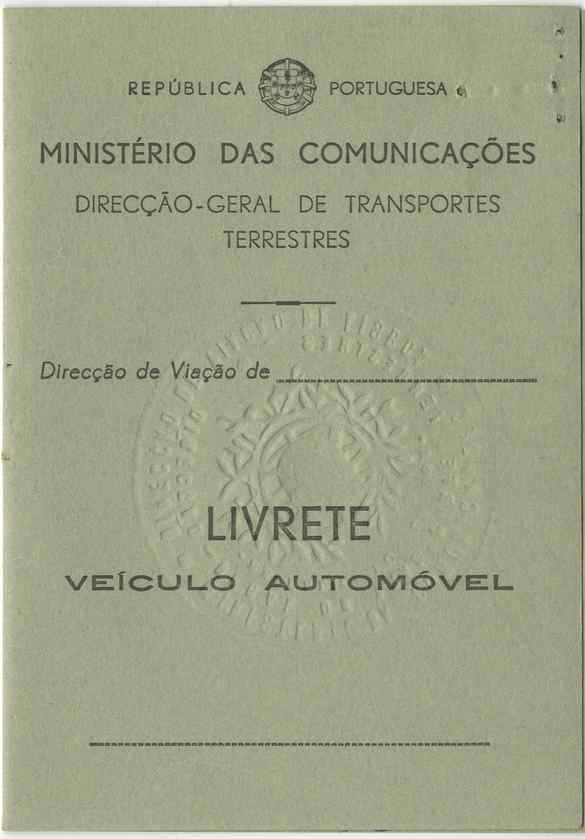 REPÚBLICA PORTUGUESA
MINISTÉRIO DAS COMUNICAÇÕES
DIRECÇÃO-GERAL DE TRANSPORTES
TERRESTRES
Direcção de Viação de
LIVRETE
VEÍCULO AUTOMÓVEL